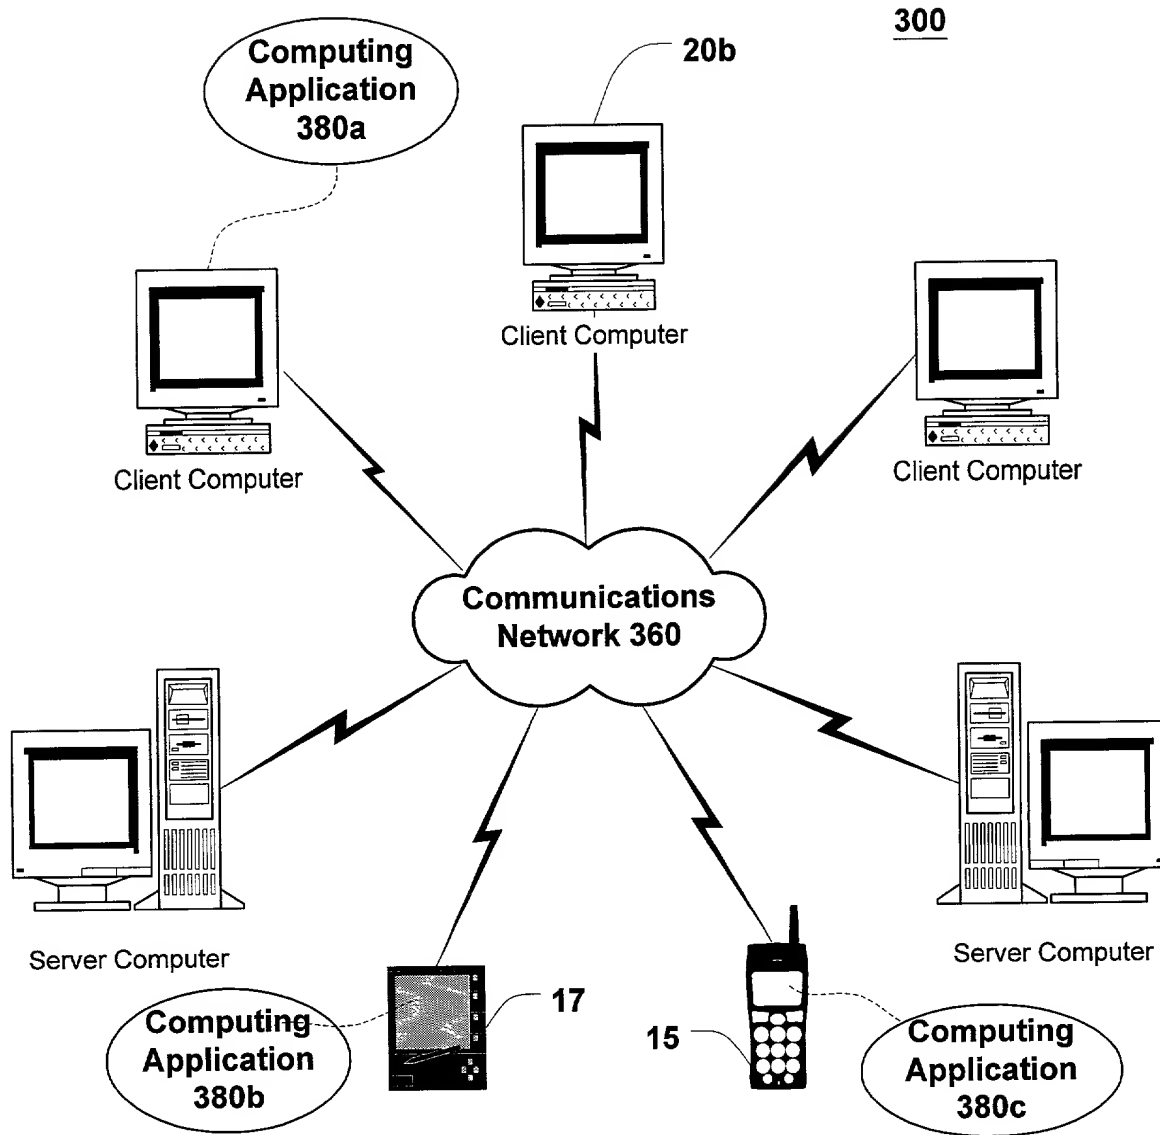 300
Computing
Application
380a
20b
Client Computer
Client Computer
Client Computer
Communications
Network 360
Server Computer
Server Computer
17
15
Computing
Application
380b
Computing
Application
380c